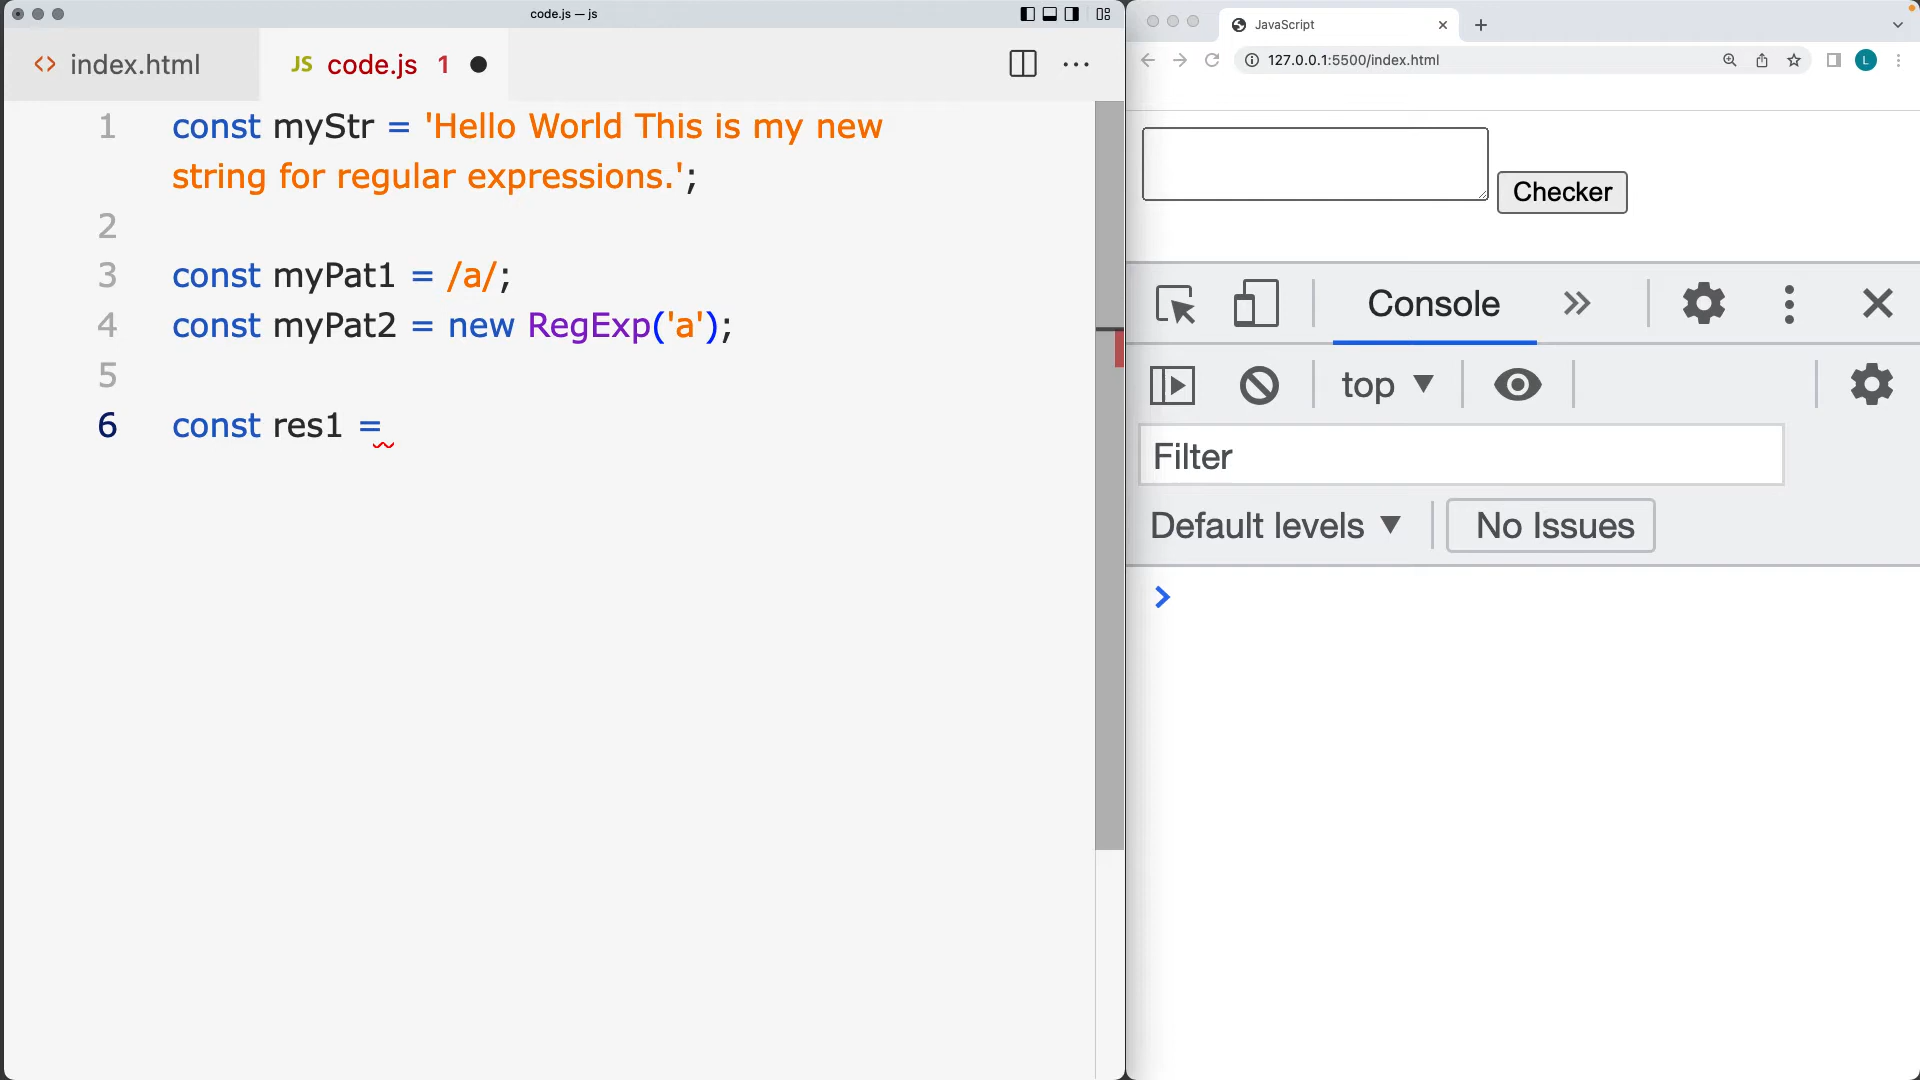 code.js — js
index.html
JS code.js 1
1 const myStr = 'Hello World This is my new
string for regular expressions.';
2
3 const myPat1 = /a/;
4 const myPat2 = new RegExp('a');
5
6 const res1 =
JavaScript
127.0.0.1:5500/index.html
L
Checker
Console
top
Filter
Default levels
No Issues